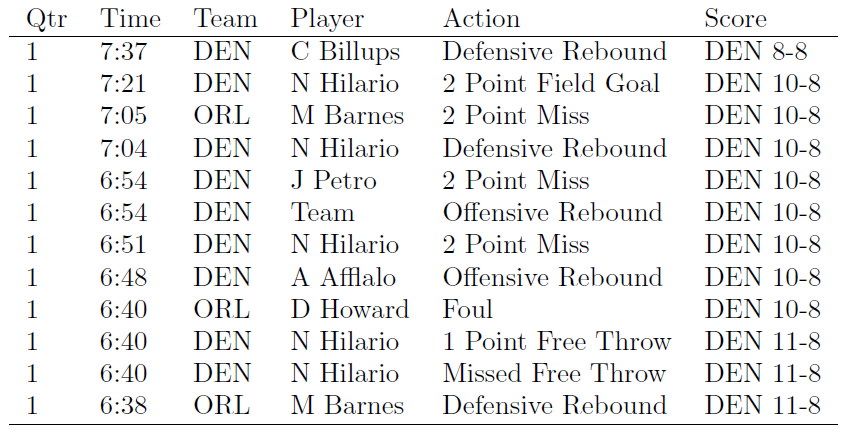 Qtr Time Team Player Action Score
1 7:37 DEN C Billups Defensive Rebound DEN 8-8
1 7:21 DEN N Hilario 2 Point Field Goal DEN 10-8
1 7:05 ORL M Barnes 2 Point Miss DEN 10-8
1 7:04 DEN N Hilario Defensive Rebound DEN 10-8
1 6:54 DEN J Petro 2 Point Miss DEN 10-8
1 6:54 DEN Team Offensive Rebound DEN 10-8
1 6:51 DEN N Hilario 2 Point Miss DEN 10-8
1 6:48 DEN A Afflalo Offensive Rebound DEN 10-8
1 6:40 ORL D Howard Foul DEN 10-8
1 6:40 DEN N Hilario 1 Point Free Throw DEN 11-8
1 6:40 DEN N Hilario Missed Free Throw DEN 11-8
1 6:38 ORL M Barnes Defensive Rebound DEN 11-8